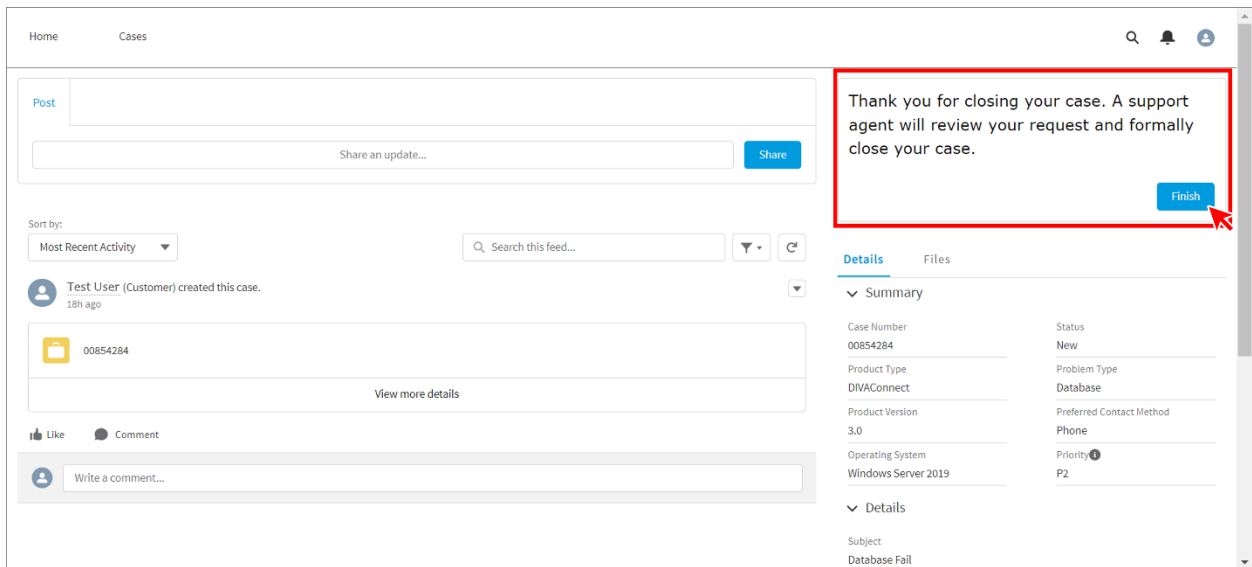 Home Cases
Post
Share an update...
Share
Sort by:
Most Recent Activity
Search this feed...
Test User (Customer) created this case.
18h ago
00854284
View more details
Like Comment
Write a comment...
Thank you for closing your case. A support
agent will review your request and formally
close your case.
Finish
Details Files
Summary
Case Number Status
00854284 New
Product Type Problem Type
DIVAConnect Database
Product Version Preferred Contact Method
3.0 Phone
Operating System Priority
Windows Server 2019 P2
Details
Subject
Database Fail